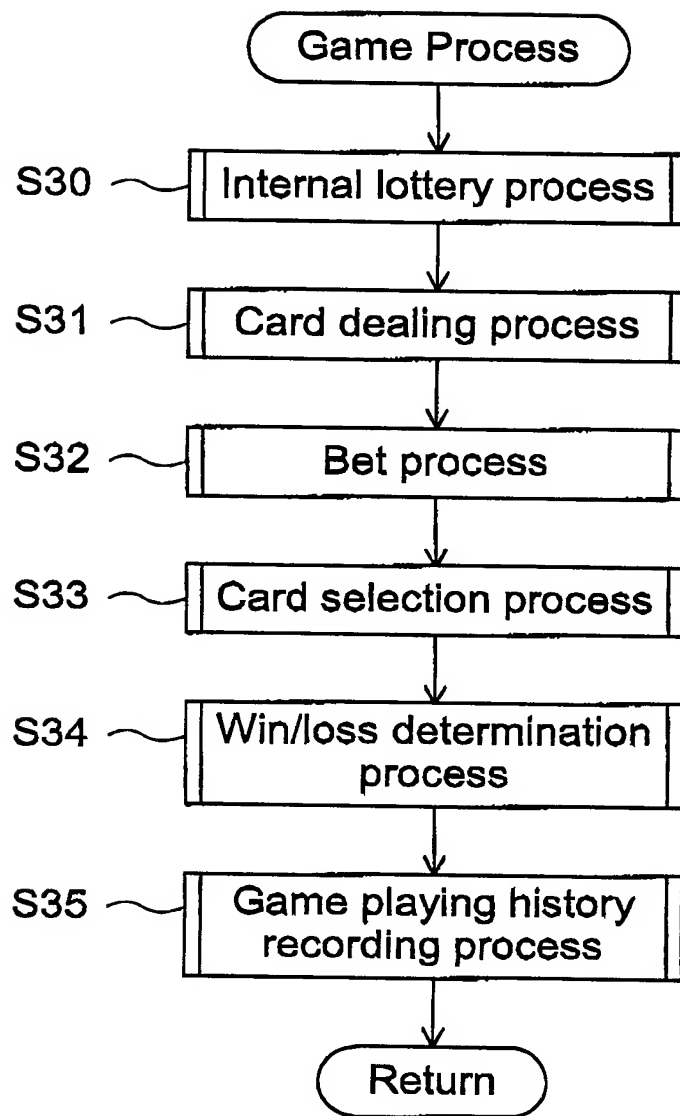 Game Process
S30
Internal lottery process
S31
Card dealing process
S32
Bet process
S33
Card selection process
S34
Win/loss determination
process
S35
Game playing history
recording process
Return